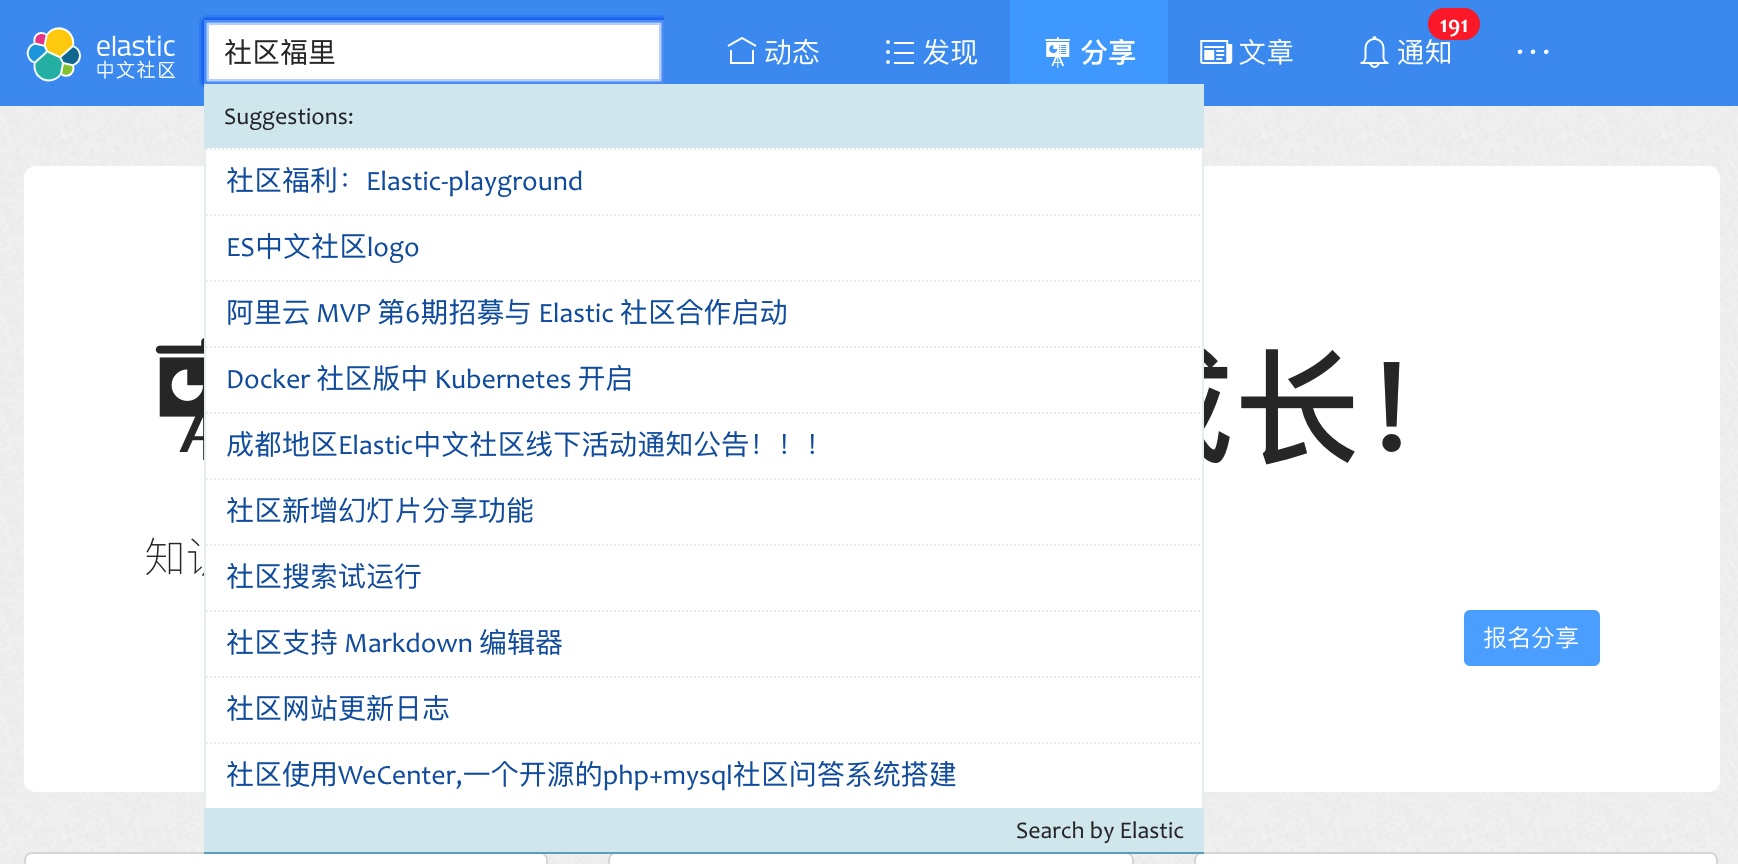 elastic
中文社区
社区福里
动态
发现
分享
文章
通知
191
...
Suggestions:
社区福利：Elastic-playground
ES中文社区logo
阿里云 MVP 第6期招募与 Elastic 社区合作启动
Docker 社区版中 Kubernetes 开启
成都地区Elastic中文社区线下活动通知公告！！！
社区新增幻灯片分享功能
社区搜索试运行
社区支持 Markdown 编辑器
社区网站更新日志
社区使用WeCenter,一个开源的php+mysql社区问答系统搭建
Search by Elastic
长！
知
报名分享